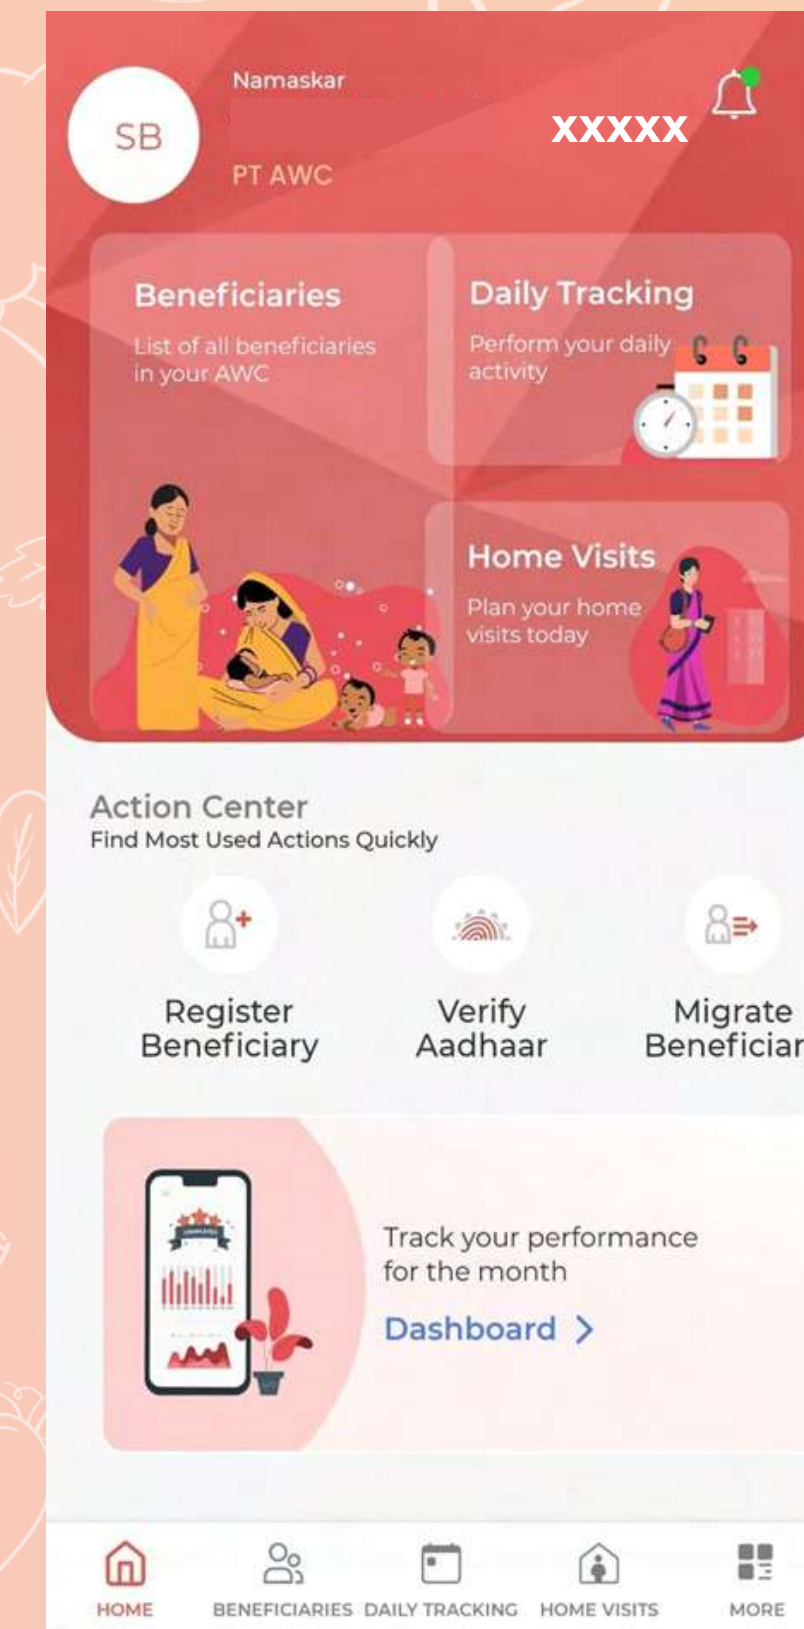 Namaskar
SB
XXXXX
PT AWC
Beneficiaries
List of all beneficiaries
in your AWC
Daily Tracking
Perform your daily
activity
Home Visits
Plan your home
visits today
Action Center
Find Most Used Actions Quickly
Register
Beneficiary
Verify
Aadhaar
Migrate
Beneficiar
Track your performance
for the month
Dashboard >
HOME
BENEFICIARIES
DAILY TRACKING
HOME VISITS
MORE